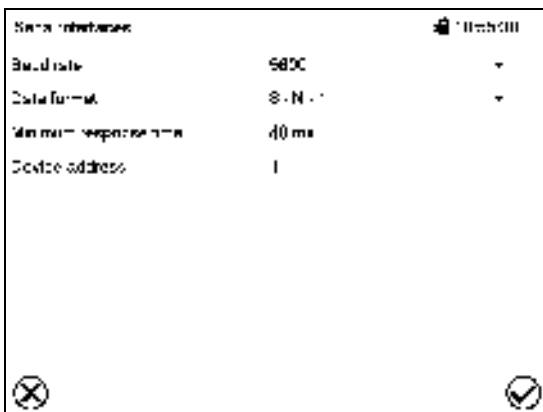 Serial interfaces
Baud rate 9600
Data format 8 - N - 1
Minimum response time 40 ms
Device address 1